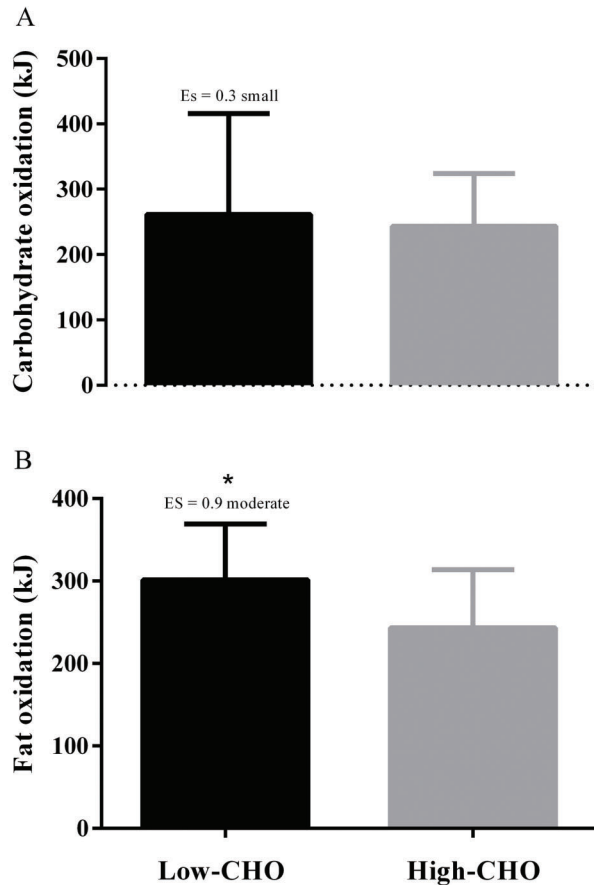 A
Carbohydrate oxidation (kJ)
500
400
300
200
100
0
Es = 0.3 small
B
Fat oxidation (kJ)
400
300
200
100
0
*
ES = 0.9 moderate
Low-CHO
High-CHO